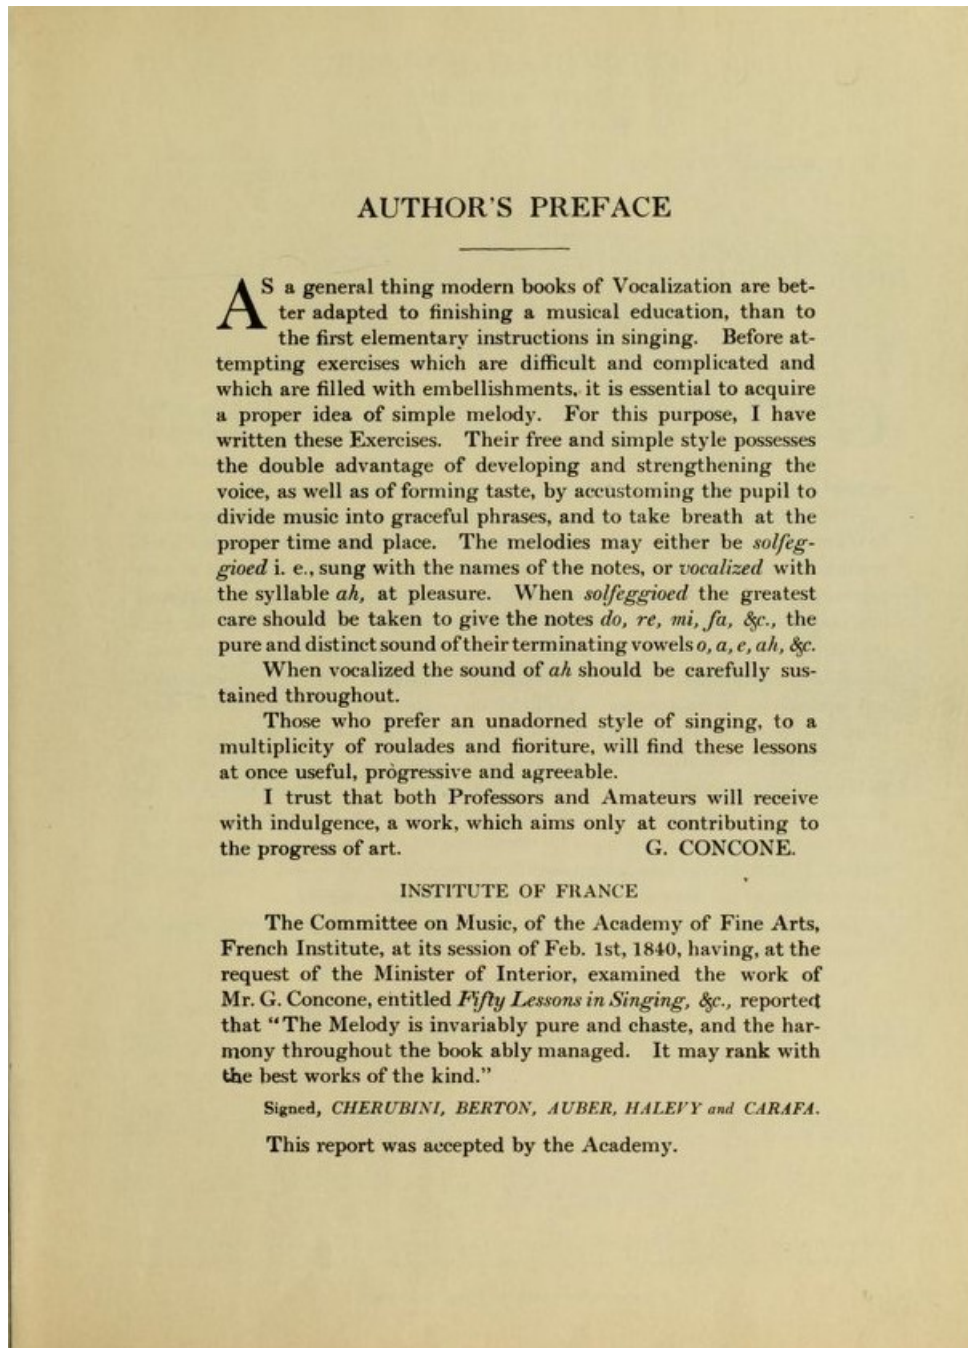 AUTHOR'S PREFACE
AS a general thing modern books of Vocalization are bet-
ter adapted to finishing a musical education, than to
the first elementary instructions in singing. Before at-
tempting exercises which are difficult and complicated and
which are filled with embellishments, it is essential to acquire
a proper idea of simple melody. For this purpose, I have
written these Exercises. Their free and simple style possesses
the double advantage of developing and strengthening the
voice, as well as of forming taste, by accustoming the pupil to
divide music into graceful phrases, and to take breath at the
proper time and place. The melodies may either be solfeg-
gioed i. e., sung with the names of the notes, or vocalized with
the syllable ah, at pleasure. When solfeggioed the greatest
care should be taken to give the notes do, re, mi, fa, &c., the
pure and distinct sound of their terminating vowels o, a, e, ah, &c.
When vocalized the sound of ah should be carefully sus-
tained throughout.
Those who prefer an unadorned style of singing, to a
multiplicity of roulades and fioriture, will find these lessons
at once useful, progressive and agreeable.
I trust that both Professors and Amateurs will receive
with indulgence, a work, which aims only at contributing to
the progress of art. G. CONCONE.
INSTITUTE OF FRANCE
The Committee on Music, of the Academy of Fine Arts,
French Institute, at its session of Feb. 1st, 1840, having, at the
request of the Minister of Interior, examined the work of
Mr. G. Concone, entitled Fifty Lessons in Singing, &c., reported
that "The Melody is invariably pure and chaste, and the har-
mony throughout the book ably managed. It may rank with
the best works of the kind."
Signed, CHERUBINI, BERTON, AUBER, HALEVY and CARAFA.
This report was accepted by the Academy.